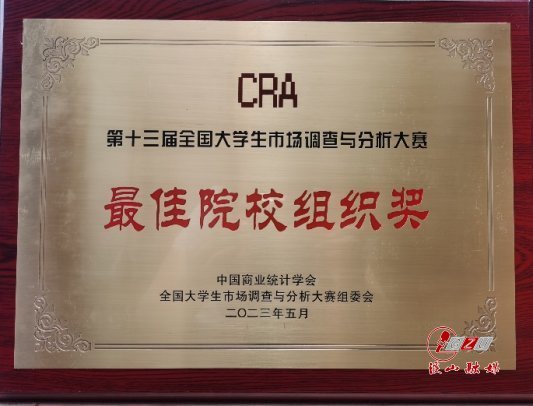 CRA
第十三届全国大学生市场调查与分析大赛
最佳院校组织奖
中国商业统计学会
全国大学生市场调查与分析大赛组委会
二〇二三年五月